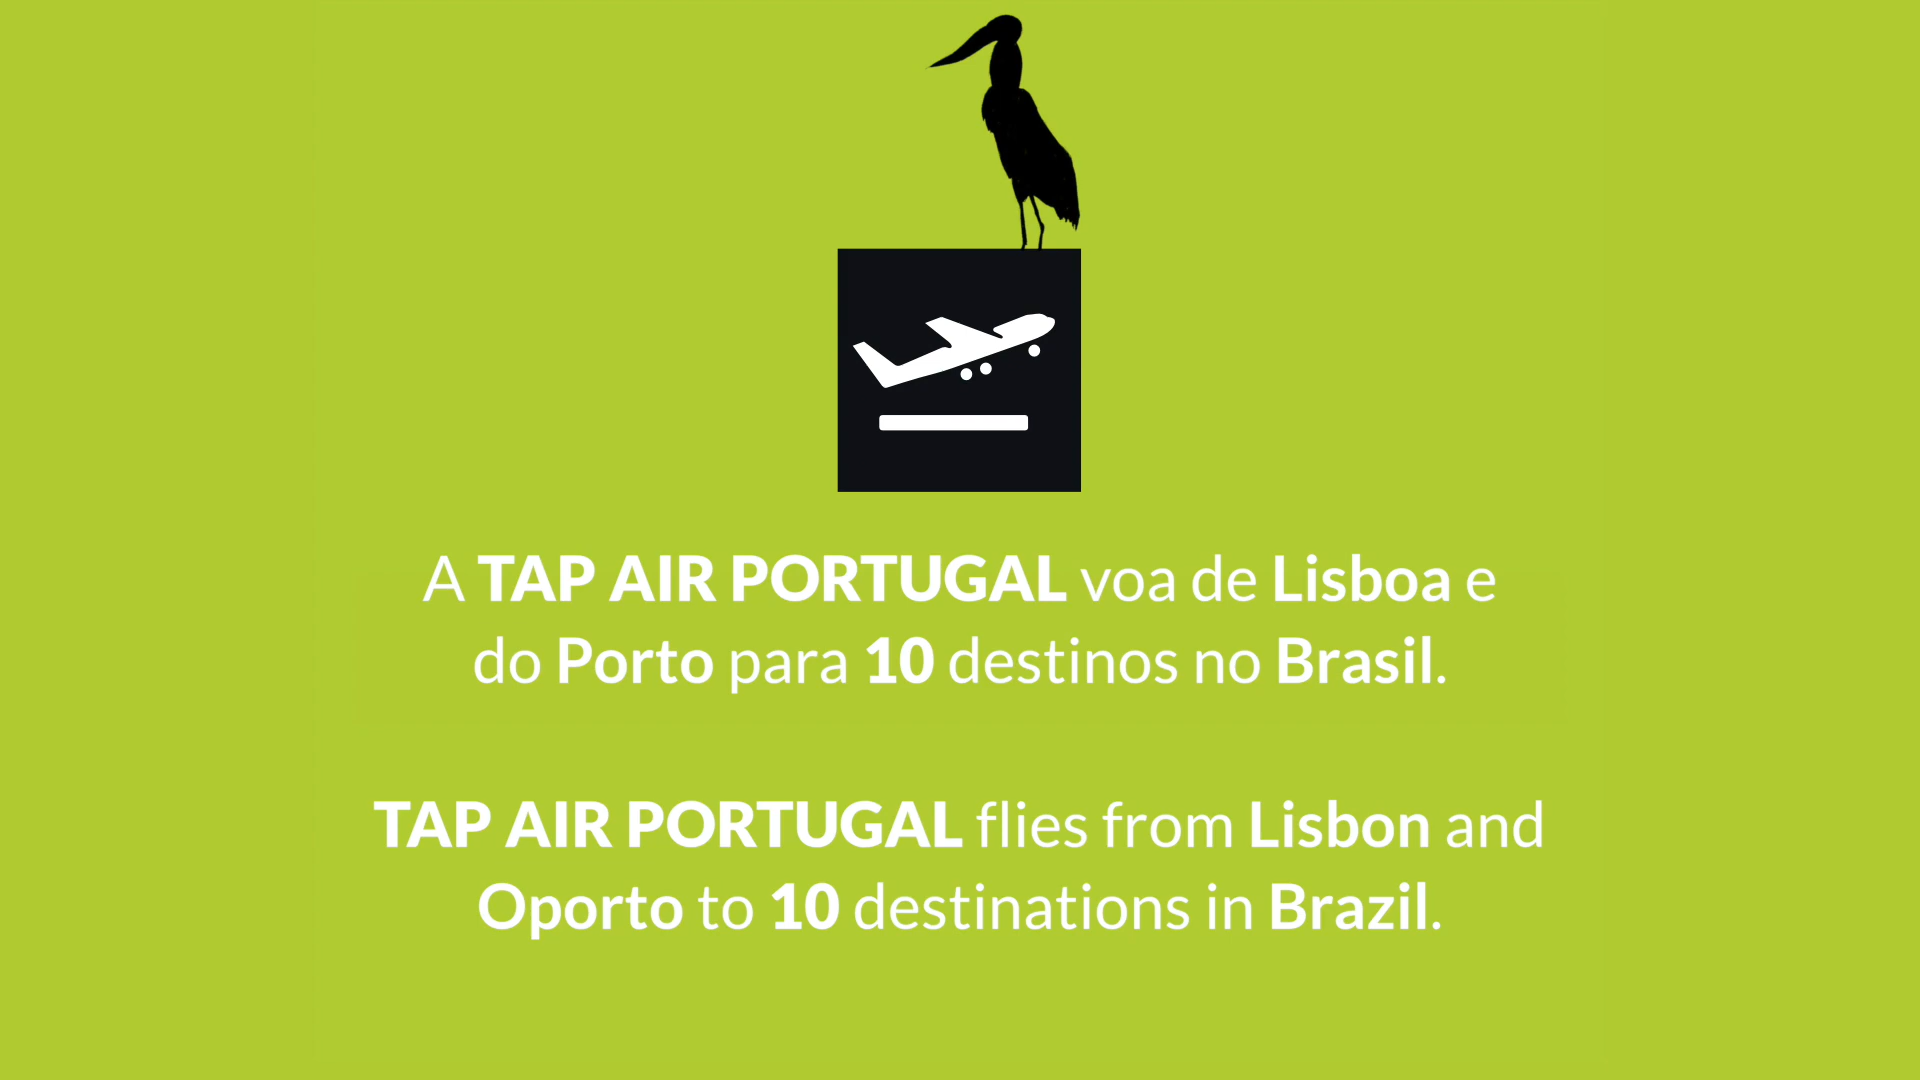 A TAP AIR PORTUGAL voa de Lisboa e
do Porto para 10 destinos no Brasil.
TAP AIR PORTUGAL flies from Lisbon and
Oporto to 10 destinations in Brazil.